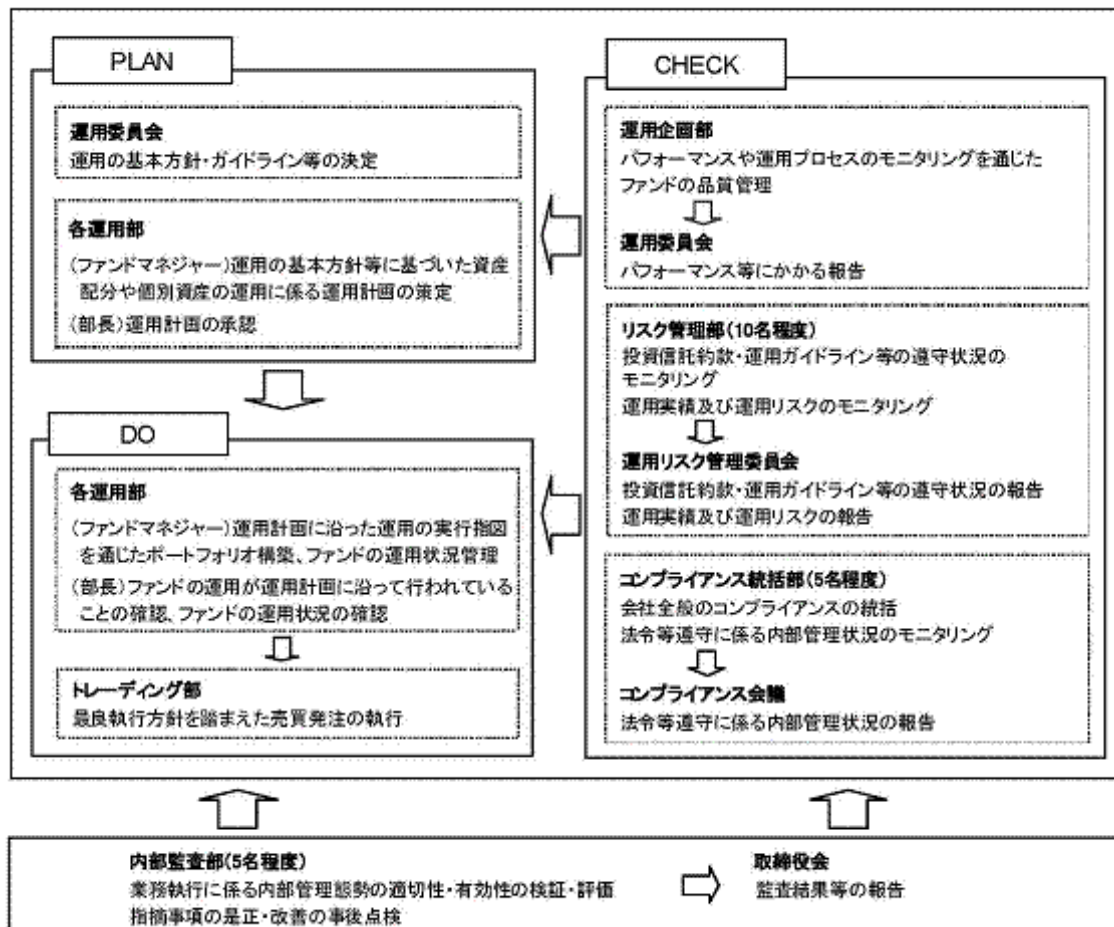 PLAN
運用委員会
運用の基本方針・ガイドライン等の決定
各運用部
(ファンドマネジャー)運用の基本方針等に基づいた資産
配分や個別資産の運用に係る運用計画の策定
(部長)運用計画の承認
DO
各運用部
(ファンドマネジャー)運用計画に沿った運用の実行指図
を通じたポートフォリオ構築、ファンドの運用状況管理
(部長)ファンドの運用が運用計画に沿って行われている
ことの確認、ファンドの運用状況の確認
トレーディング部
最良執行方針を踏まえた売買発注の執行
CHECK
運用企画部
パフォーマンスや運用プロセスのモニタリングを通じた
ファンドの品質管理
運用委員会
パフォーマンス等にかかる報告
リスク管理部(10名程度)
投資信託約款・運用ガイドライン等の遵守状況の
モニタリング
運用実績及び運用リスクのモニタリング
運用リスク管理委員会
投資信託約款・運用ガイドライン等の遵守状況の報告
運用実績及び運用リスクの報告
コンプライアンス統括部(5名程度)
会社全般のコンプライアンスの統括
法令等遵守に係る内部管理状況のモニタリング
コンプライアンス会議
法令等遵守に係る内部管理状況の報告
内部監査部(5名程度)
業務執行に係る内部管理態勢の適切性・有効性の検証・評価
指摘事項の是正・改善の事後点検
取締役会
監査結果等の報告